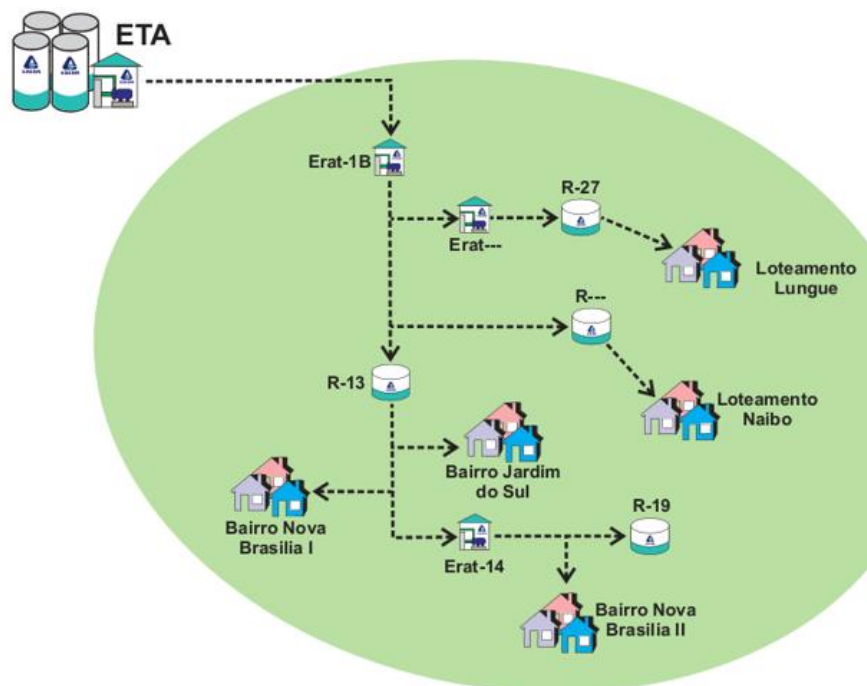 ETA
Erat-1B
R-27
Erat---
Loteamento
Lungue
R---
R-13
Loteamento
Naibo
Bairro Jardim
do Sul
R-19
Bairro Nova
Brasilia I
Erat-14
Bairro Nova
Brasilia II